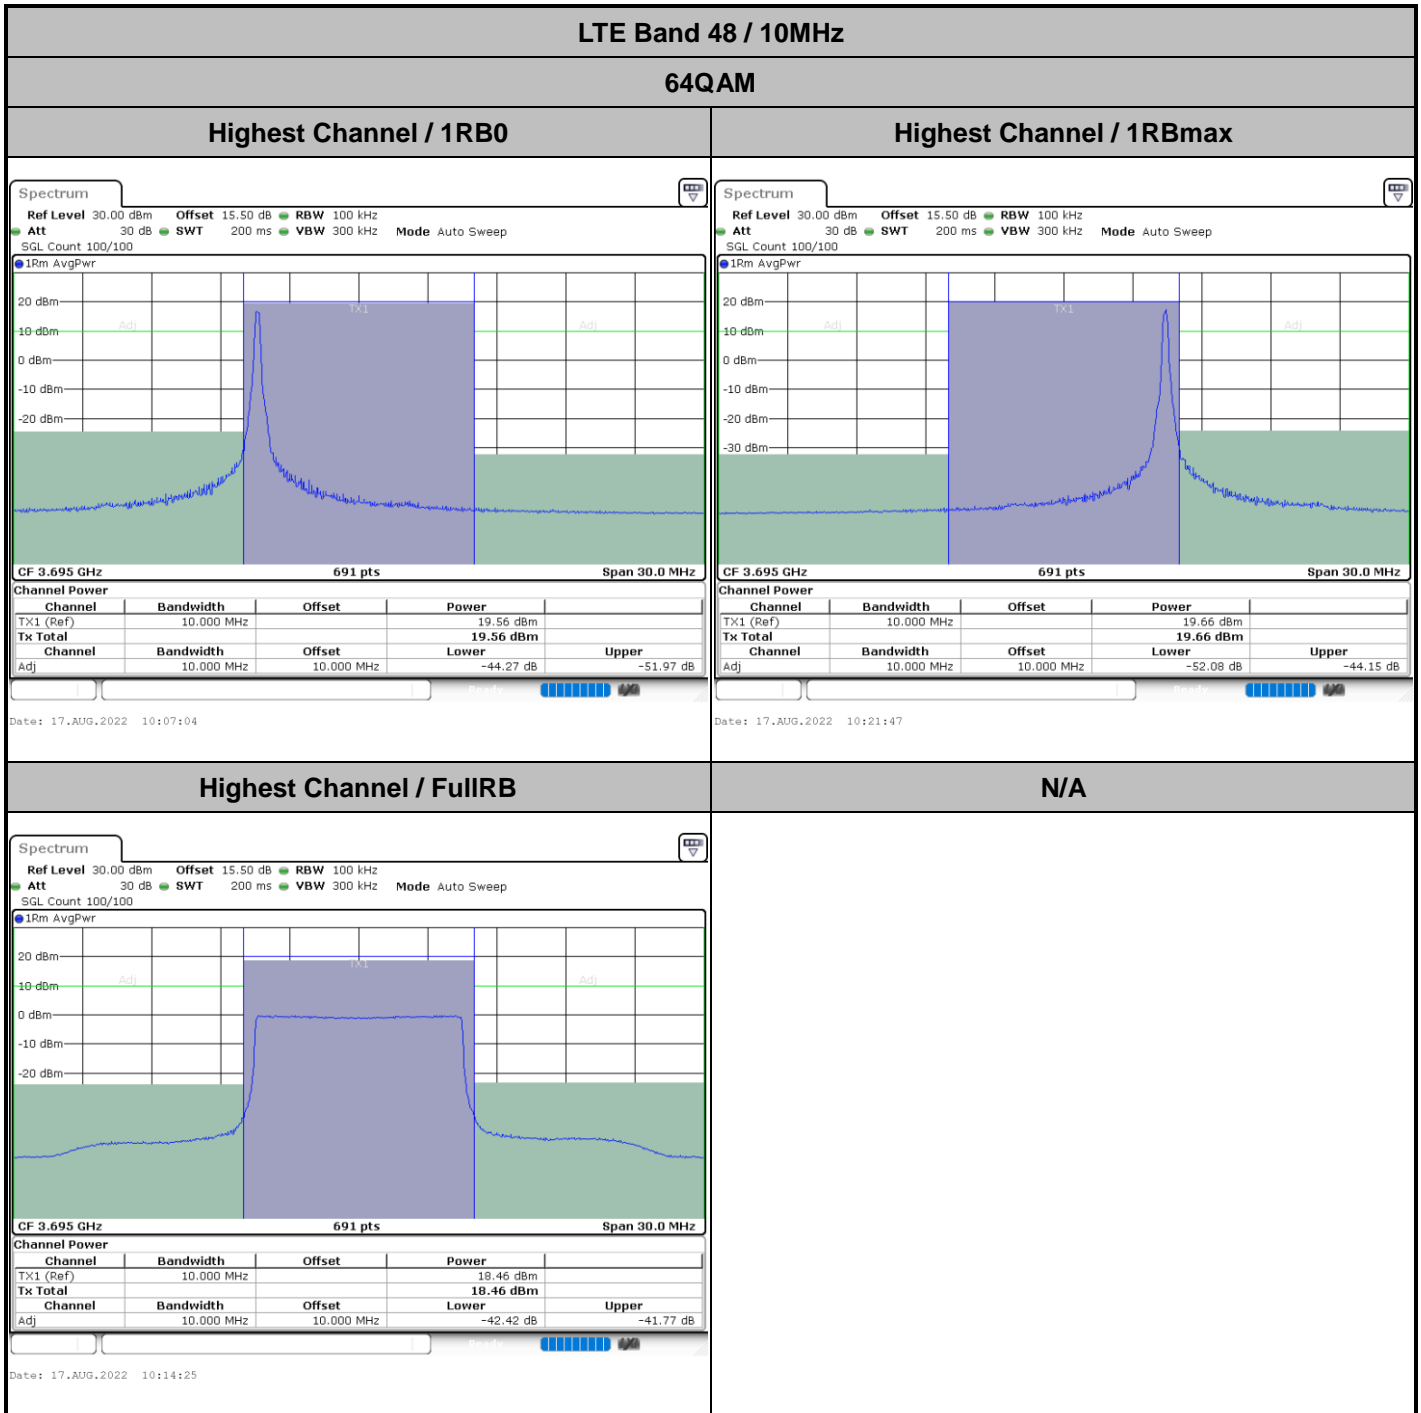 LTE Band 48 / 10MHz
64QAM
Highest Channel / 1RB0
Highest Channel / 1RBmax
Spectrum
Ref Level 30.00 dBm Offset 15.50 dB RBW 100 kHz
Att 30 dB SWT 200 ms VBW 300 kHz Mode Auto Sweep
SGL Count 100/100
1Rm AvgPwr
TX1
20 dBm
Adj
Adj
10 dBm
0 dBm
-10 dBm
-20 dBm
CF 3.695 GHz 691 pts Span 30.0 MHz
Channel Power
Channel Bandwidth Offset Power
TX1 (Ref) 10.000 MHz 19.56 dBm
Tx Total 19.56 dBm
Channel Bandwidth Offset Lower Upper
Adj 10.000 MHz 10.000 MHz -44.27 dB -51.97 dB
Ready
Date: 17.AUG.2022 10:07:04
Spectrum
Ref Level 30.00 dBm Offset 15.50 dB RBW 100 kHz
Att 30 dB SWT 200 ms VBW 300 kHz Mode Auto Sweep
SGL Count 100/100
1Rm AvgPwr
20 dBm
TX1
Adj
Adj
10 dBm
0 dBm
-10 dBm
-20 dBm
-30 dBm
CF 3.695 GHz 691 pts Span 30.0 MHz
Channel Power
Channel Bandwidth Offset Power
TX1 (Ref) 10.000 MHz 19.66 dBm
Tx Total 19.66 dBm
Channel Bandwidth Offset Lower Upper
Adj 10.000 MHz 10.000 MHz -52.08 dB -44.15 dB
Ready
Date: 17.AUG.2022 10:21:47
Highest Channel / FullRB
N/A
Spectrum
Ref Level 30.00 dBm Offset 15.50 dB RBW 100 kHz
Att 30 dB SWT 200 ms VBW 300 kHz Mode Auto Sweep
SGL Count 100/100
1Rm AvgPwr
20 dBm
TX1
Adj
Adj
10 dBm
0 dBm
-10 dBm
-20 dBm
CF 3.695 GHz 691 pts Span 30.0 MHz
Channel Power
Channel Bandwidth Offset Power
TX1 (Ref) 10.000 MHz 18.46 dBm
Tx Total 18.46 dBm
Channel Bandwidth Offset Lower Upper
Adj 10.000 MHz 10.000 MHz -42.42 dB -41.77 dB
Ready
Date: 17.AUG.2022 10:14:25